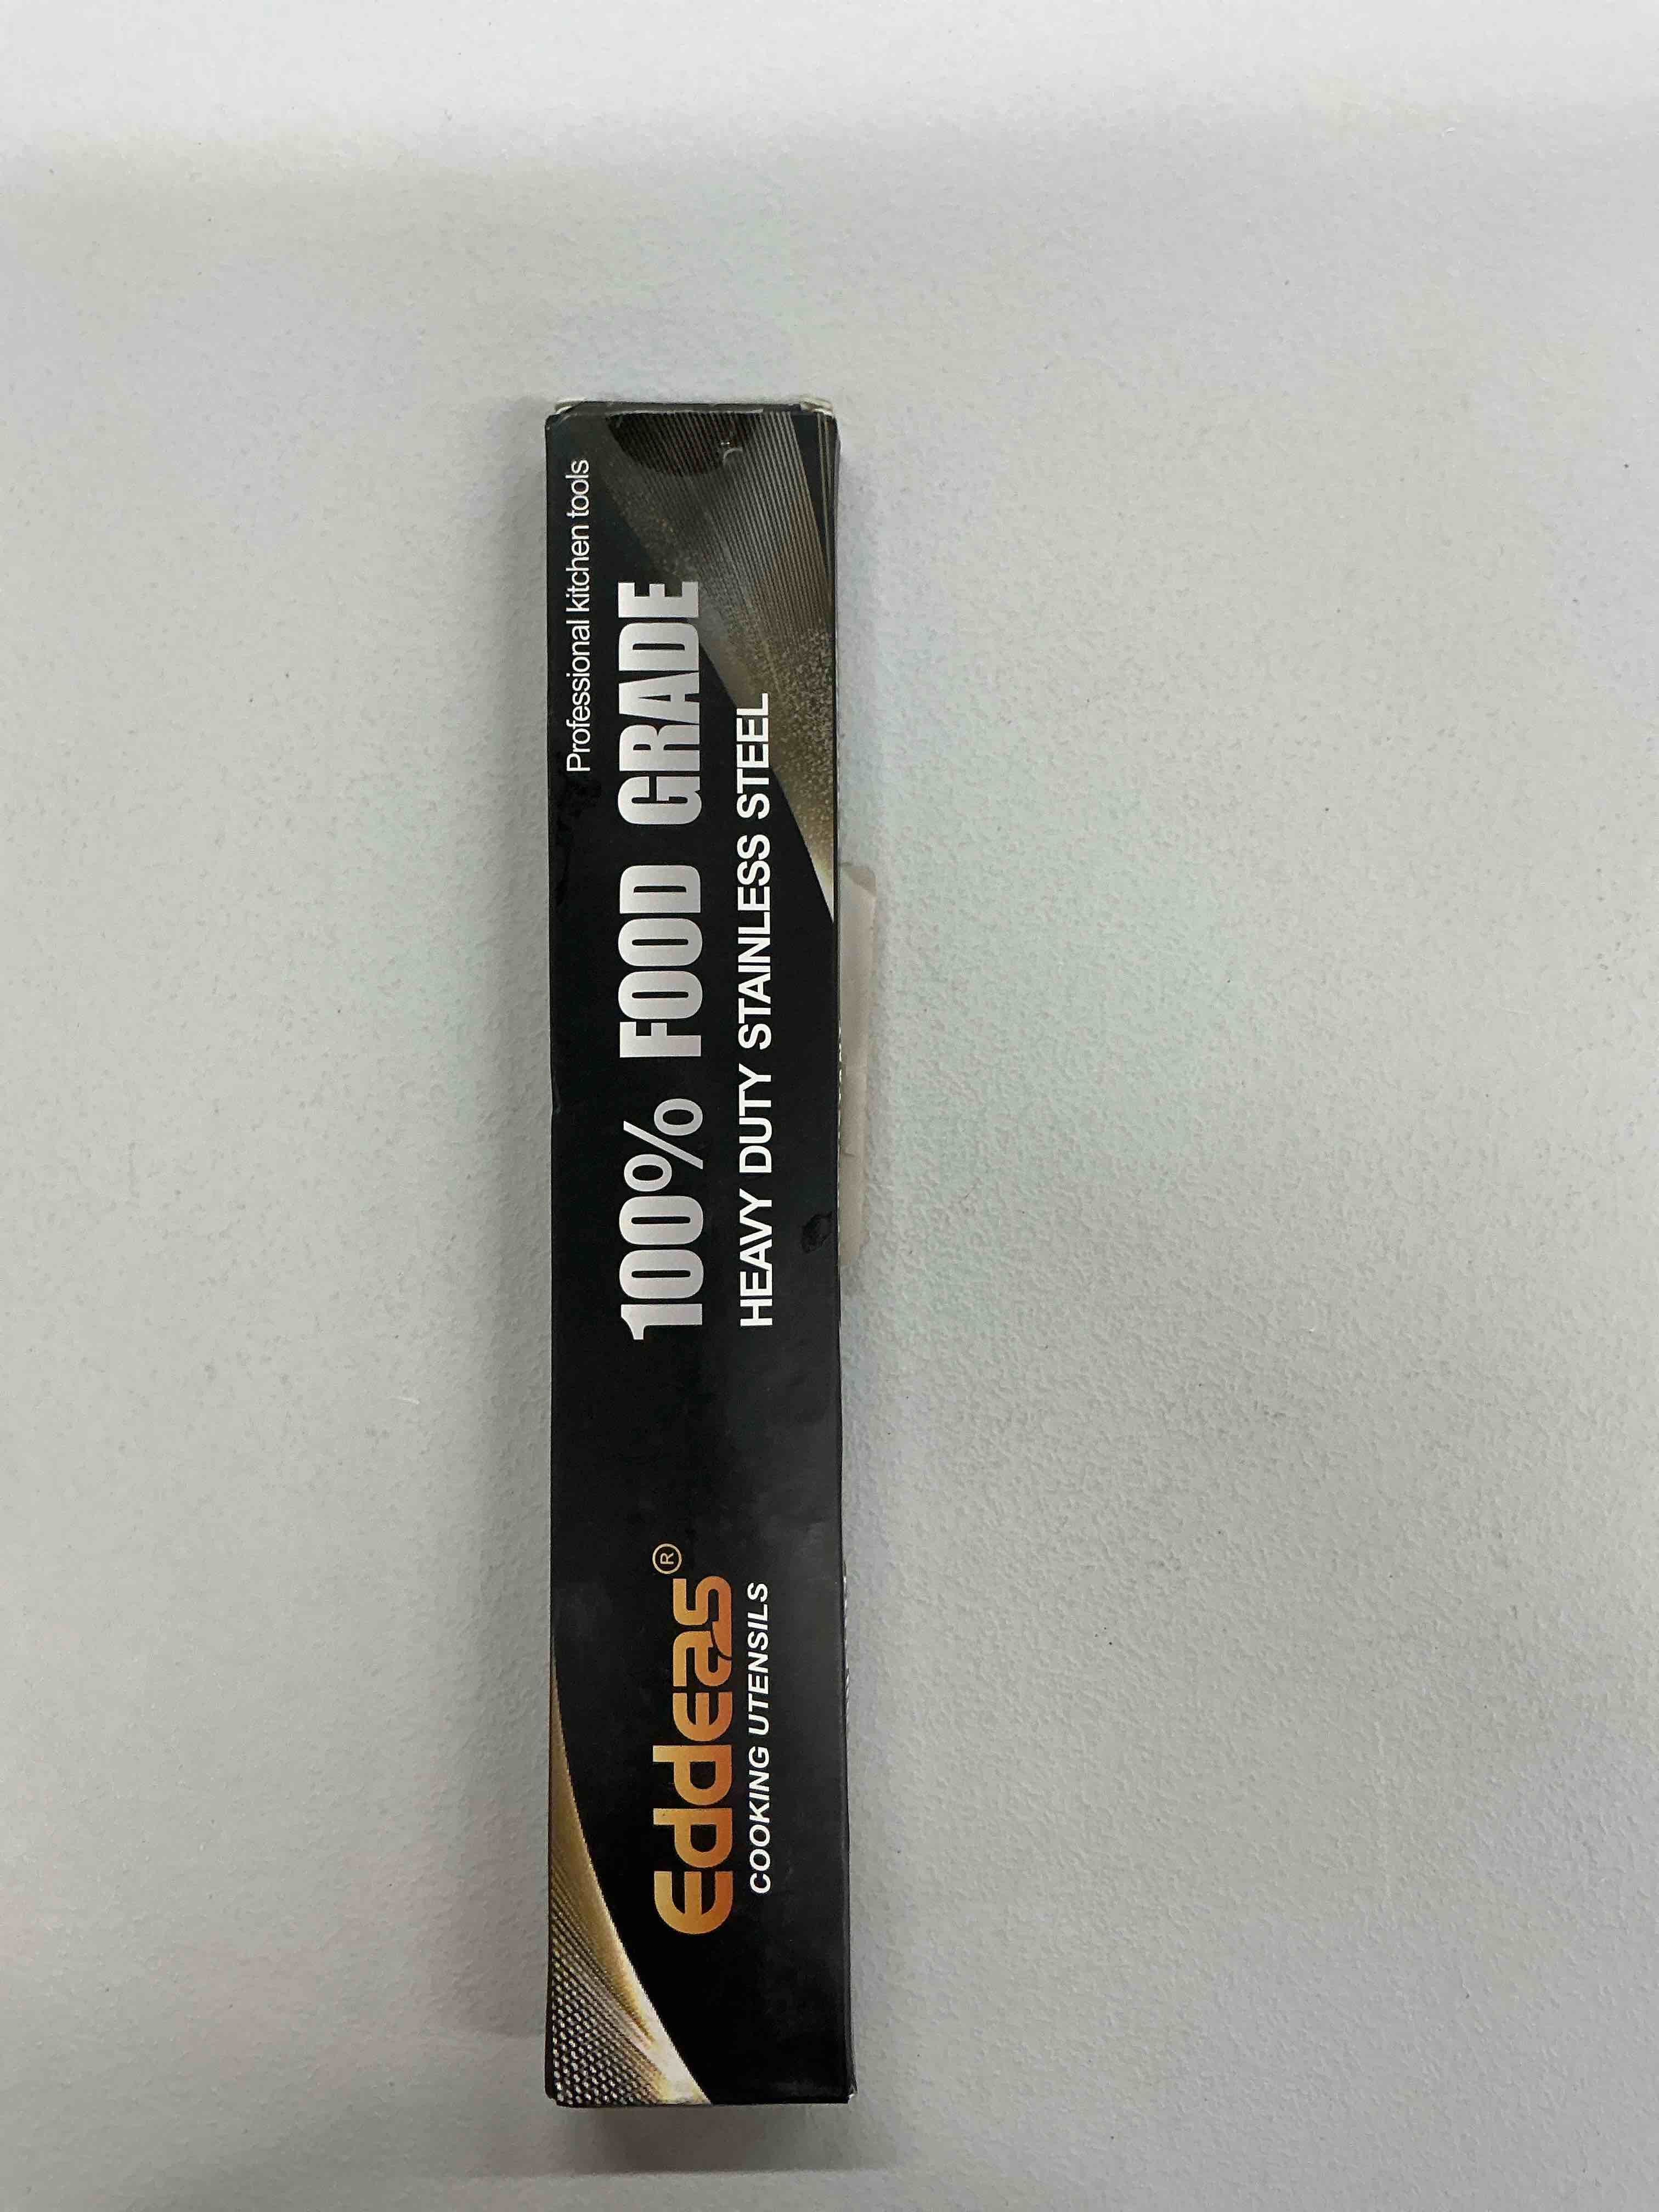 Professional kitchen tools
100% FOOD GRADE
HEAVY DUTY STAINLESS STEEL
Eddeas®
COOKING UTENSILS